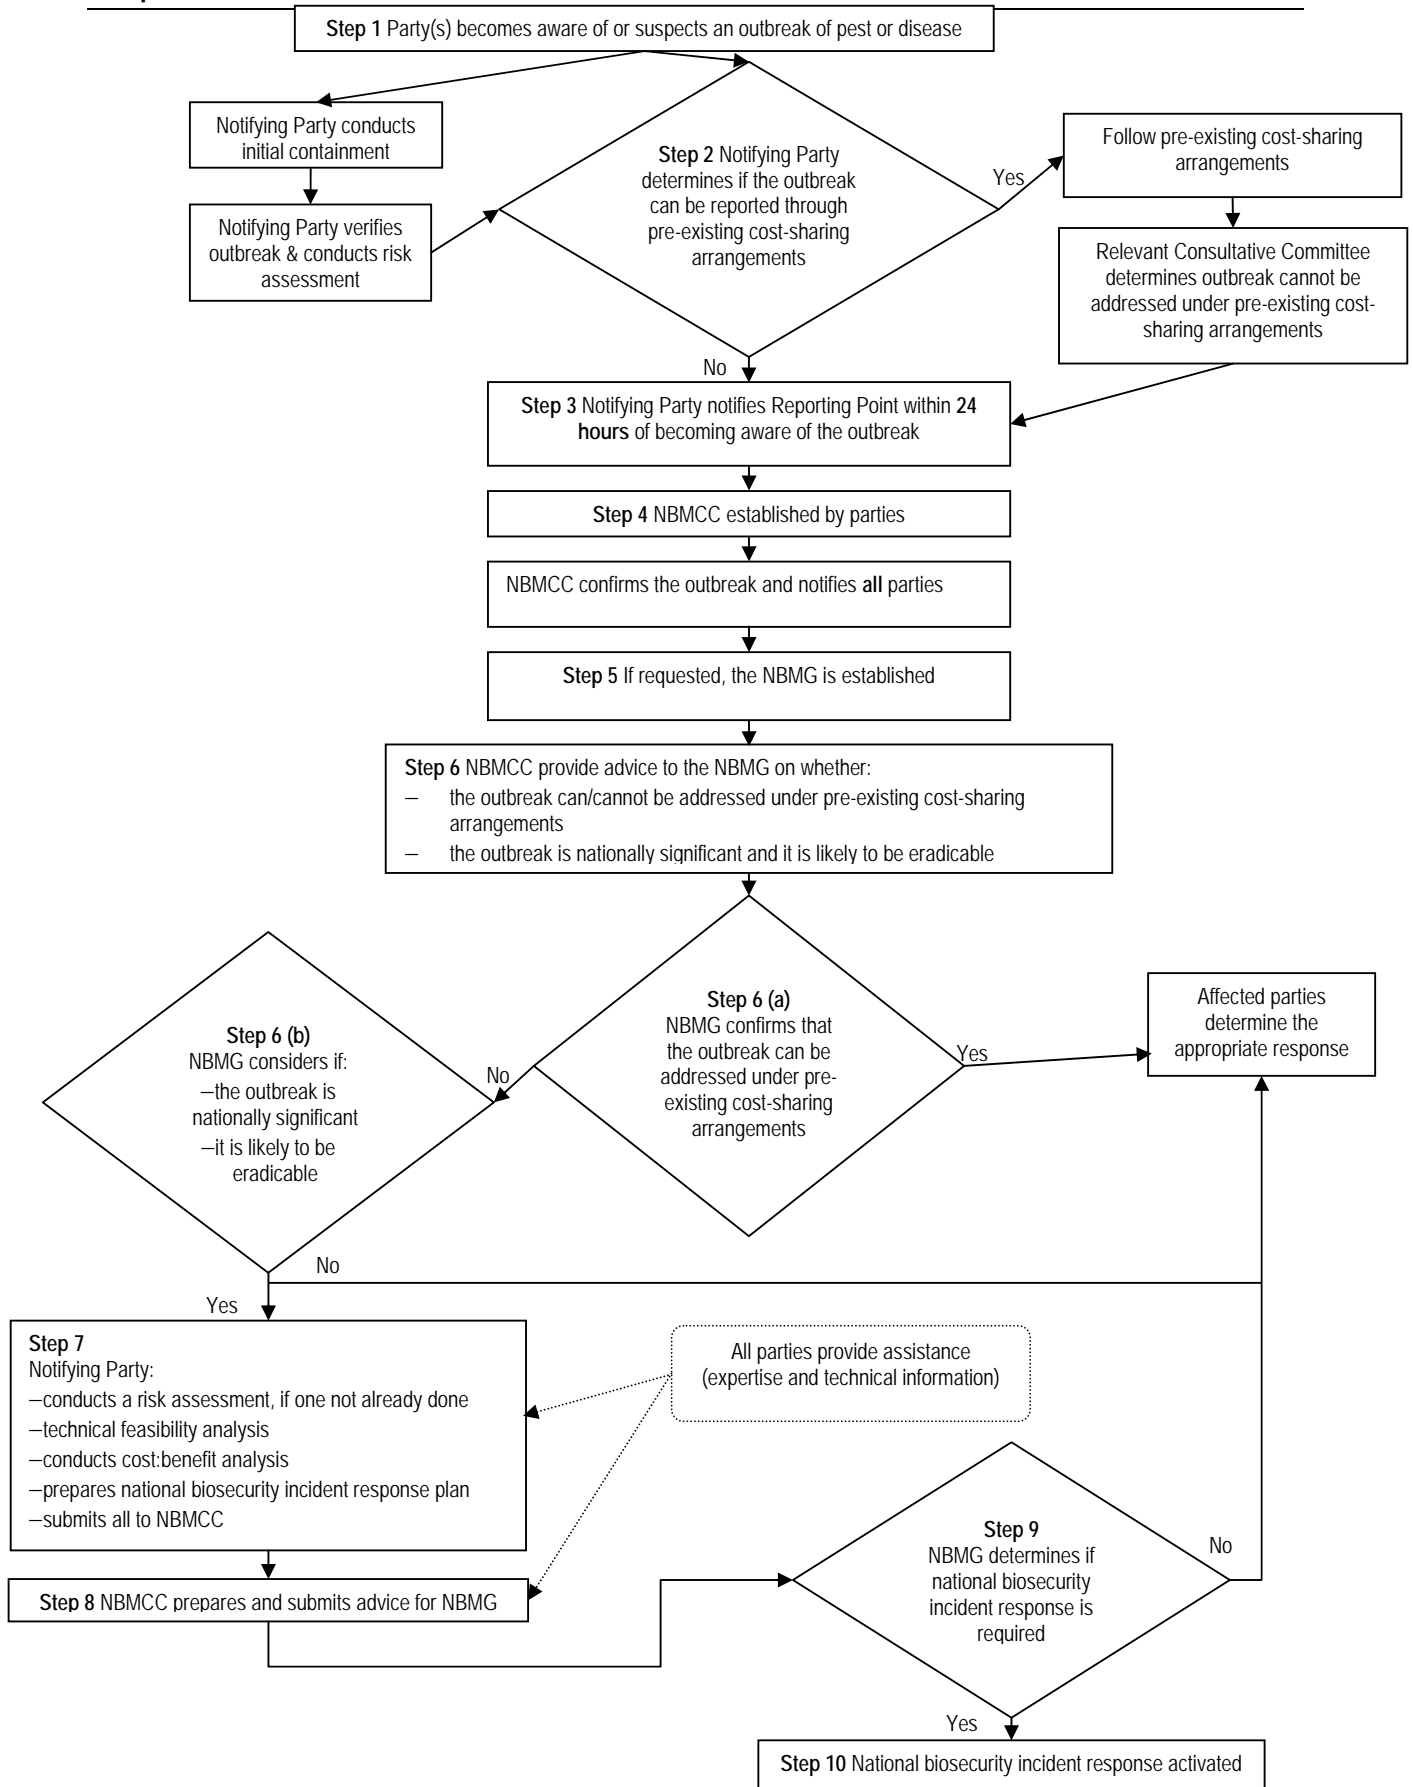 Step 1 Party(s) becomes aware of or suspects an outbreak of pest or disease
Notifying Party conducts
initial containment
Notifying Party verifies
outbreak & conducts risk
assessment
Step 2 Notifying Party
determines if the outbreak
can be reported through
pre-existing cost-sharing
arrangements
Yes
Follow pre-existing cost-sharing
arrangements
Relevant Consultative Committee
determines outbreak cannot be
addressed under pre-existing cost-
sharing arrangements
No
Step 3 Notifying Party notifies Reporting Point within 24
hours of becoming aware of the outbreak
Step 4 NBMCC established by parties
NBMCC confirms the outbreak and notifies all parties
Step 5 If requested, the NBMG is established
Step 6 NBMCC provide advice to the NBMG on whether:
– the outbreak can/cannot be addressed under pre-existing cost-sharing
arrangements
– the outbreak is nationally significant and it is likely to be eradicable
Step 6 (a)
NBMG confirms that
the outbreak can be
addressed under pre-
existing cost-sharing
arrangements
Yes
Affected parties
determine the
appropriate response
No
Step 6 (b)
NBMG considers if:
–the outbreak is
nationally significant
–it is likely to be
eradicable
No
Yes
Step 7
Notifying Party:
–conducts a risk assessment, if one not already done
–technical feasibility analysis
–conducts cost:benefit analysis
–prepares national biosecurity incident response plan
–submits all to NBMCC
All parties provide assistance
(expertise and technical information)
Step 8 NBMCC prepares and submits advice for NBMG
Step 9
NBMG determines if
national biosecurity
incident response is
required
No
Yes
Step 10 National biosecurity incident response activated